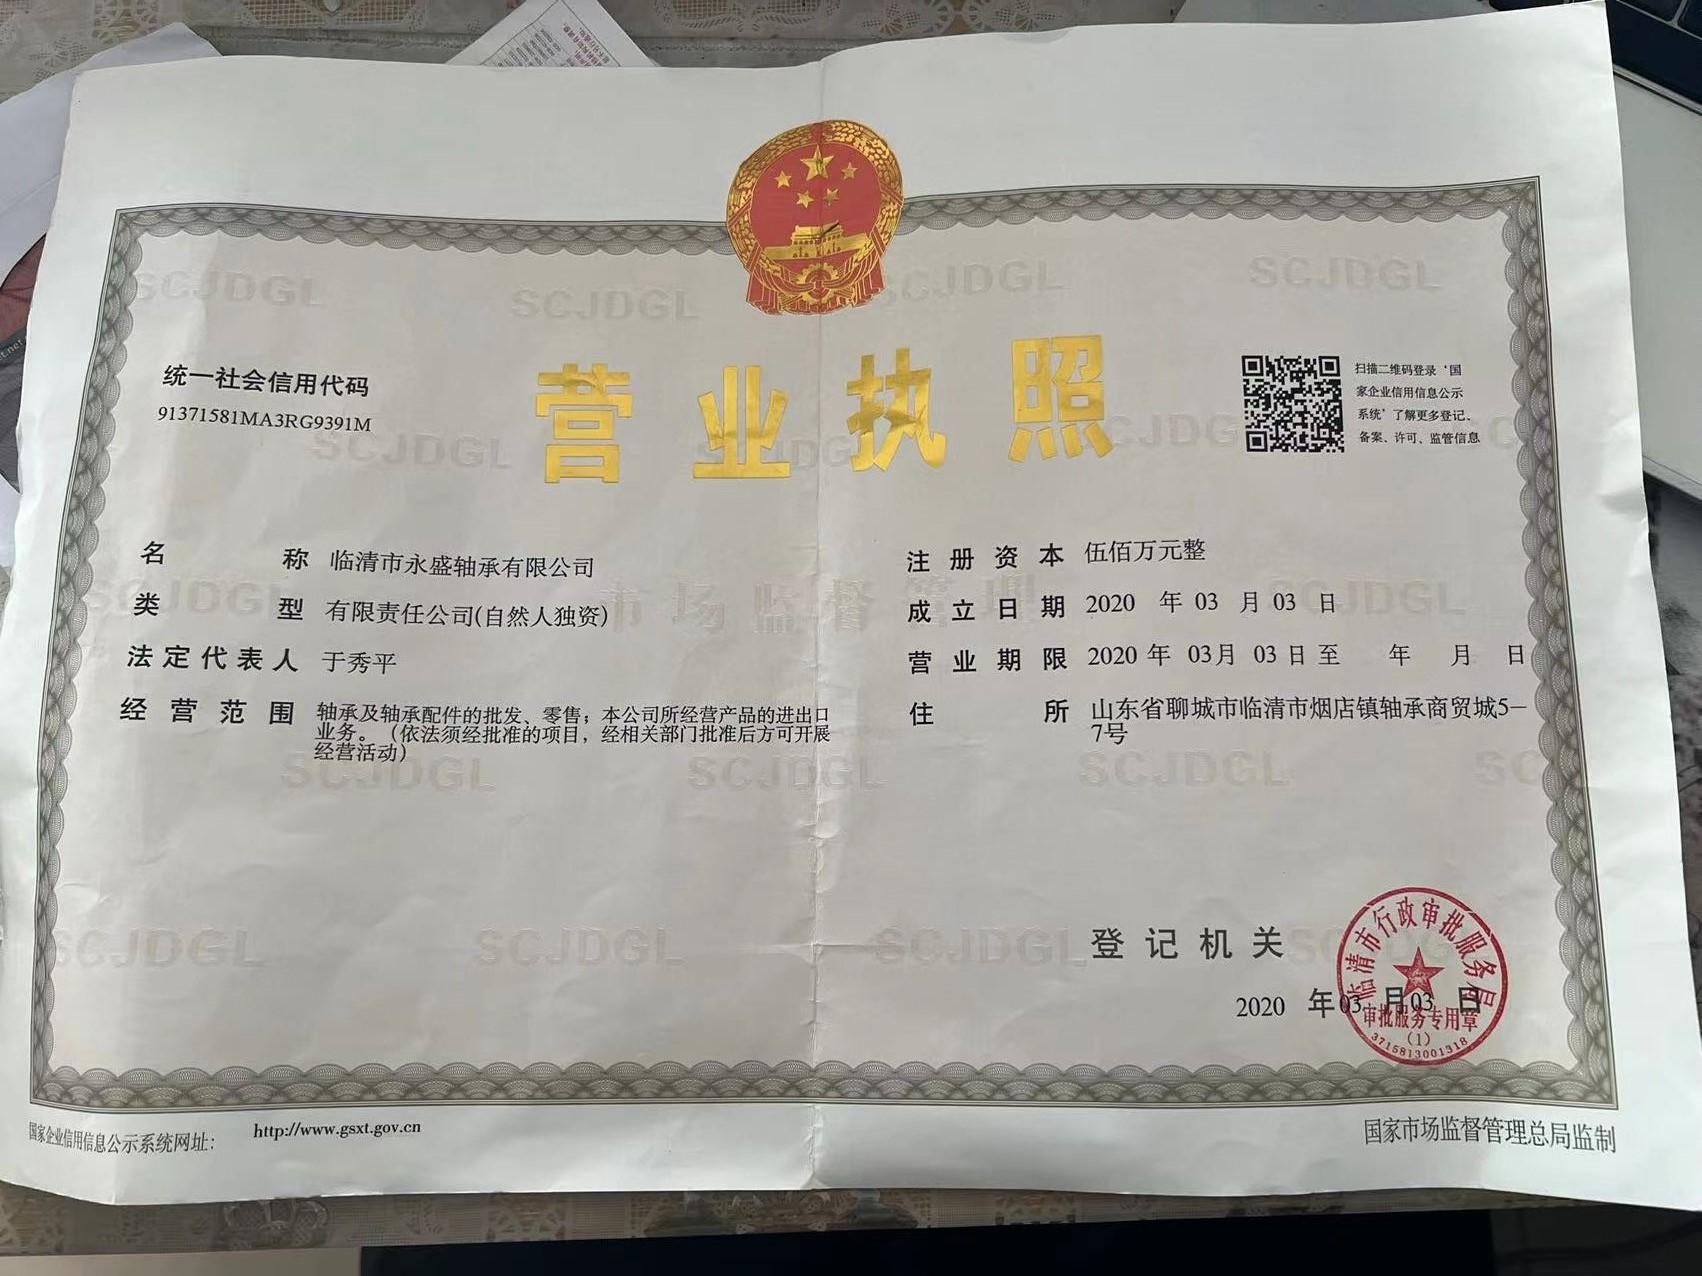 统一社会信用代码
91371581MA3RG9391M
营业执照
扫描二维码登录‘国
家企业信用信息公示
系统’了解更多登记、
备案、许可、监管信息
名称 临清市永盛轴承有限公司
类型 有限责任公司(自然人独资)
法定代表人 于秀平
经营范围 轴承及轴承配件的批发、零售；本公司所经营产品的进出口
业务。（依法须经批准的项目，经相关部门批准后方可开展
经营活动）
注册资本 伍佰万元整
成立日期 2020 年 03 月 03 日
营业期限 2020 年 03月 03 日 至 年 月 日
住所 山东省聊城市临清市烟店镇轴承商贸城5-
7号
登记机关
2020 年 03 月 03 日
临清市行政审批服务局
审批服务专用章
(1)
3715813001318
国家企业信用信息公示系统网址：
http://www.gsxt.gov.cn
国家市场监督管理总局监制
SCJDGL
市场监督管理